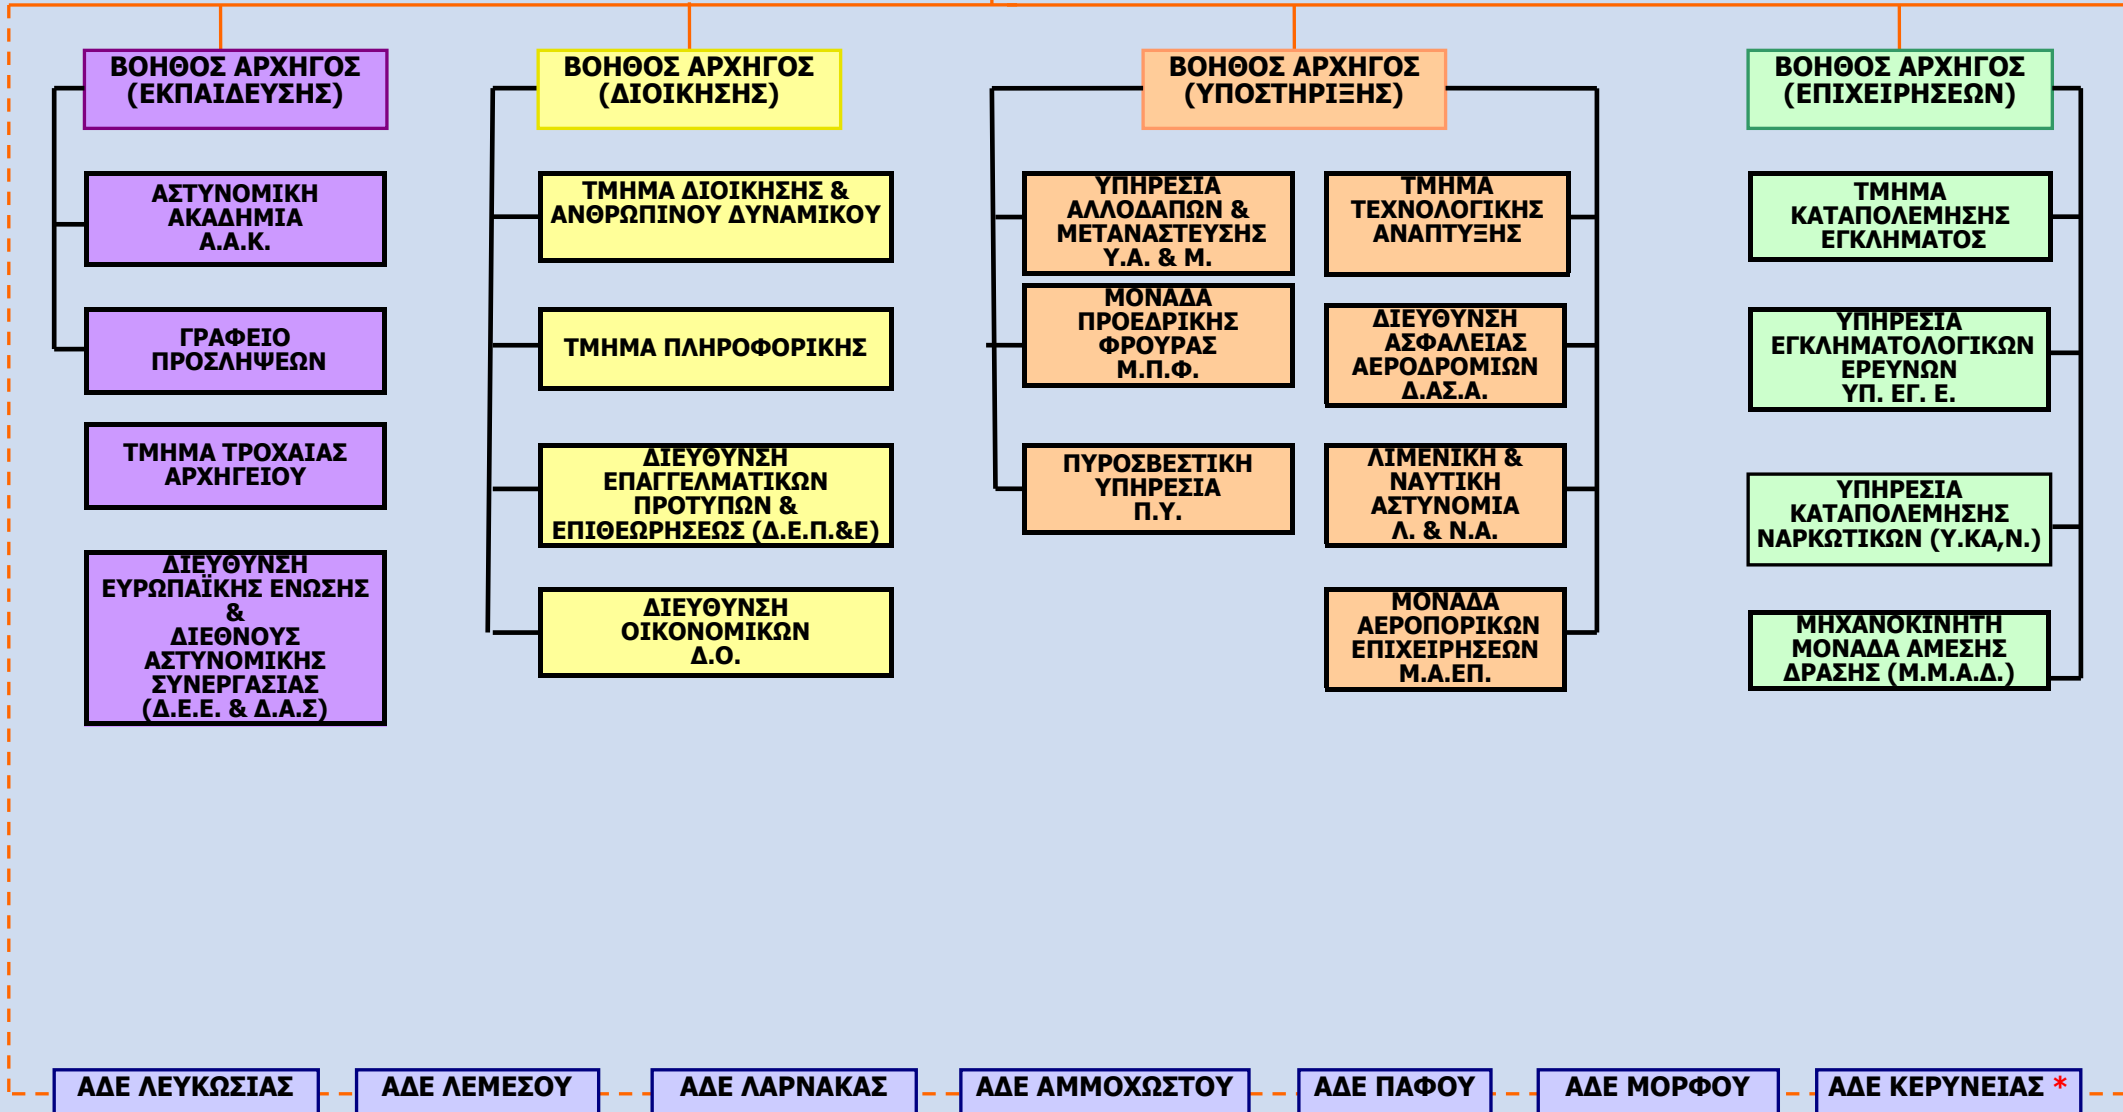 ΒΟΗΘΟΣ ΑΡΧΗΓΟΣ
(ΕΚΠΑΙΔΕΥΣΗΣ)
ΑΣΤΥΝΟΜΙΚΗ
ΑΚΑΔΗΜΙΑ
Α.Α.Κ.
ΓΡΑΦΕΙΟ
ΠΡΟΣΛΗΨΕΩΝ
ΤΜΗΜΑ ΤΡΟΧΑΙΑΣ
ΑΡΧΗΓΕΙΟΥ
ΔΙΕΥΘΥΝΣΗ
ΕΥΡΩΠΑΪΚΗΣ ΕΝΩΣΗΣ
&
ΔΙΕΘΝΟΥΣ
ΑΣΤΥΝΟΜΙΚΗΣ
ΣΥΝΕΡΓΑΣΙΑΣ
(Δ.Ε.Ε. & Δ.Α.Σ)
ΒΟΗΘΟΣ ΑΡΧΗΓΟΣ
(ΔΙΟΙΚΗΣΗΣ)
ΤΜΗΜΑ ΔΙΟΙΚΗΣΗΣ &
ΑΝΘΡΩΠΙΝΟΥ ΔΥΝΑΜΙΚΟΥ
ΤΜΗΜΑ ΠΛΗΡΟΦΟΡΙΚΗΣ
ΔΙΕΥΘΥΝΣΗ
ΕΠΑΓΓΕΛΜΑΤΙΚΩΝ
ΠΡΟΤΥΠΩΝ &
ΕΠΙΘΕΩΡΗΣΕΩΣ (Δ.Ε.Π.&Ε)
ΔΙΕΥΘΥΝΣΗ
ΟΙΚΟΝΟΜΙΚΩΝ
Δ.Ο.
ΒΟΗΘΟΣ ΑΡΧΗΓΟΣ
(ΥΠΟΣΤΗΡΙΞΗΣ)
ΥΠΗΡΕΣΙΑ
ΑΛΛΟΔΑΠΩΝ &
ΜΕΤΑΝΑΣΤΕΥΣΗΣ
Υ.Α. & Μ.
ΜΟΝΑΔΑ
ΠΡΟΕΔΡΙΚΗΣ
ΦΡΟΥΡΑΣ
Μ.Π.Φ.
ΠΥΡΟΣΒΕΣΤΙΚΗ
ΥΠΗΡΕΣΙΑ
Π.Υ.
ΤΜΗΜΑ
ΤΕΧΝΟΛΟΓΙΚΗΣ
ΑΝΑΠΤΥΞΗΣ
ΔΙΕΥΘΥΝΣΗ
ΑΣΦΑΛΕΙΑΣ
ΑΕΡΟΔΡΟΜΙΩΝ
Δ.ΑΣ.Α.
ΛΙΜΕΝΙΚΗ &
ΝΑΥΤΙΚΗ
ΑΣΤΥΝΟΜΙΑ
Λ. & Ν.Α.
ΜΟΝΑΔΑ
ΑΕΡΟΠΟΡΙΚΩΝ
ΕΠΙΧΕΙΡΗΣΕΩΝ
Μ.Α.ΕΠ.
ΒΟΗΘΟΣ ΑΡΧΗΓΟΣ
(ΕΠΙΧΕΙΡΗΣΕΩΝ)
ΤΜΗΜΑ
ΚΑΤΑΠΟΛΕΜΗΣΗΣ
ΕΓΚΛΗΜΑΤΟΣ
ΥΠΗΡΕΣΙΑ
ΕΓΚΛΗΜΑΤΟΛΟΓΙΚΩΝ
ΕΡΕΥΝΩΝ
ΥΠ. ΕΓ. Ε.
ΥΠΗΡΕΣΙΑ
ΚΑΤΑΠΟΛΕΜΗΣΗΣ
ΝΑΡΚΩΤΙΚΩΝ (Υ.ΚΑ,Ν.)
ΜΗΧΑΝΟΚΙΝΗΤΗ
ΜΟΝΑΔΑ ΑΜΕΣΗΣ
ΔΡΑΣΗΣ (Μ.Μ.Α.Δ.)
ΑΔΕ ΛΕΥΚΩΣΙΑΣ
ΑΔΕ ΛΕΜΕΣΟΥ
ΑΔΕ ΛΑΡΝΑΚΑΣ
ΑΔΕ ΑΜΜΟΧΩΣΤΟΥ
ΑΔΕ ΠΑΦΟΥ
ΑΔΕ ΜΟΡΦΟΥ
ΑΔΕ ΚΕΡΥΝΕΙΑΣ *